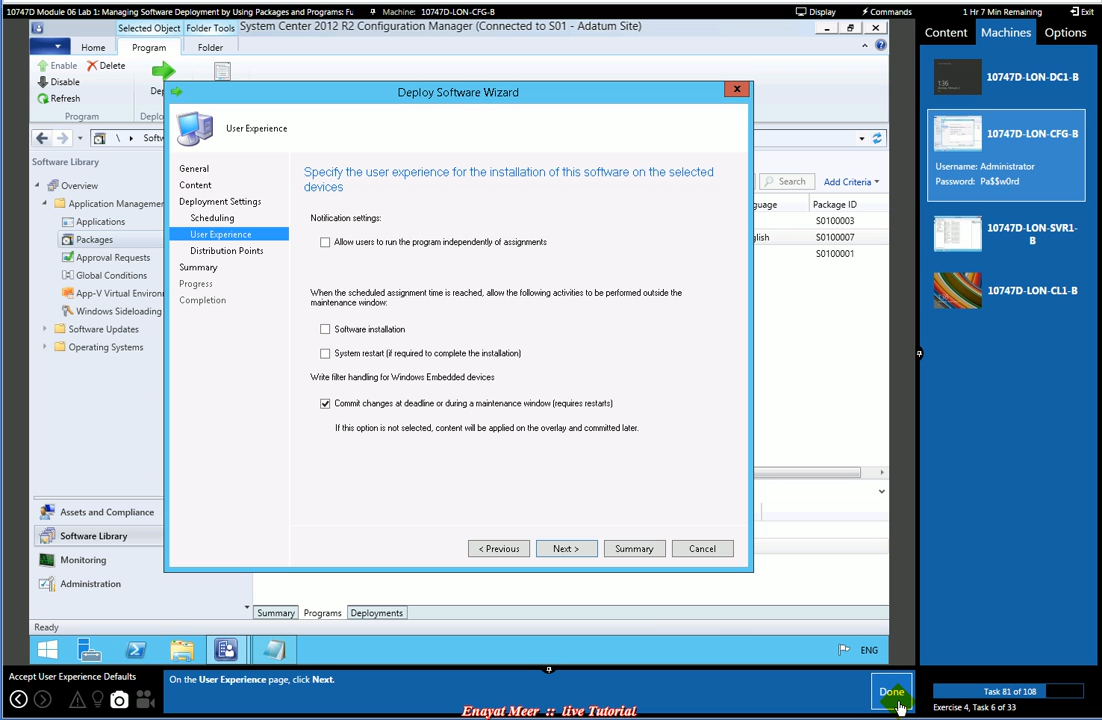 10747D Module 06 Lab 1: Managing Software Deployment by Using Packages and Programs: Fu
Machine: 10747D-LON-CFG-B
Display
Commands
1 Hr 7 Min Remaining
Exit
Selected Object
Folder Tools
System Center 2012 R2 Configuration Manager (Connected to S01 - Adatum Site)
Home
Program
Folder
Enable
Delete
Disable
Refresh
Program
Deploy Software Wizard
User Experience
Software Library
Overview
Application Managemer
Applications
Packages
Approval Requests
Global Conditions
App-V Virtual Environ
Windows Sideloading
Software Updates
Operating Systems
Assets and Compliance
Software Library
Monitoring
Administration
Ready
General
Content
Deployment Settings
Scheduling
User Experience
Distribution Points
Summary
Progress
Completion
Specify the user experience for the installation of this software on the selected
devices
Notification settings:
Allow users to run the program independently of assignments
When the scheduled assignment time is reached, allow the following activities to be performed outside the
maintenance window:
Software installation
System restart (if required to complete the installation)
Write filter handling for Windows Embedded devices
Commit changes at deadline or during a maintenance window (requires restarts)
If this option is not selected, content will be applied on the overlay and committed later.
< Previous
Next >
Summary
Cancel
Search
Add Criteria
guage
Package ID
S0100003
glish
S0100007
S0100001
Summary
Programs
Deployments
ENG
Content
Machines
Options
10747D-LON-DC1-B
10747D-LON-CFG-B
Username: Administrator
Password: Pa$$w0rd
10747D-LON-SVR1-
B
10747D-LON-CL1-B
Accept User Experience Defaults
On the User Experience page, click Next.
Done
Task 81 of 108
Exercise 4, Task 6 of 33
Enayat Meer :: live Tutorial